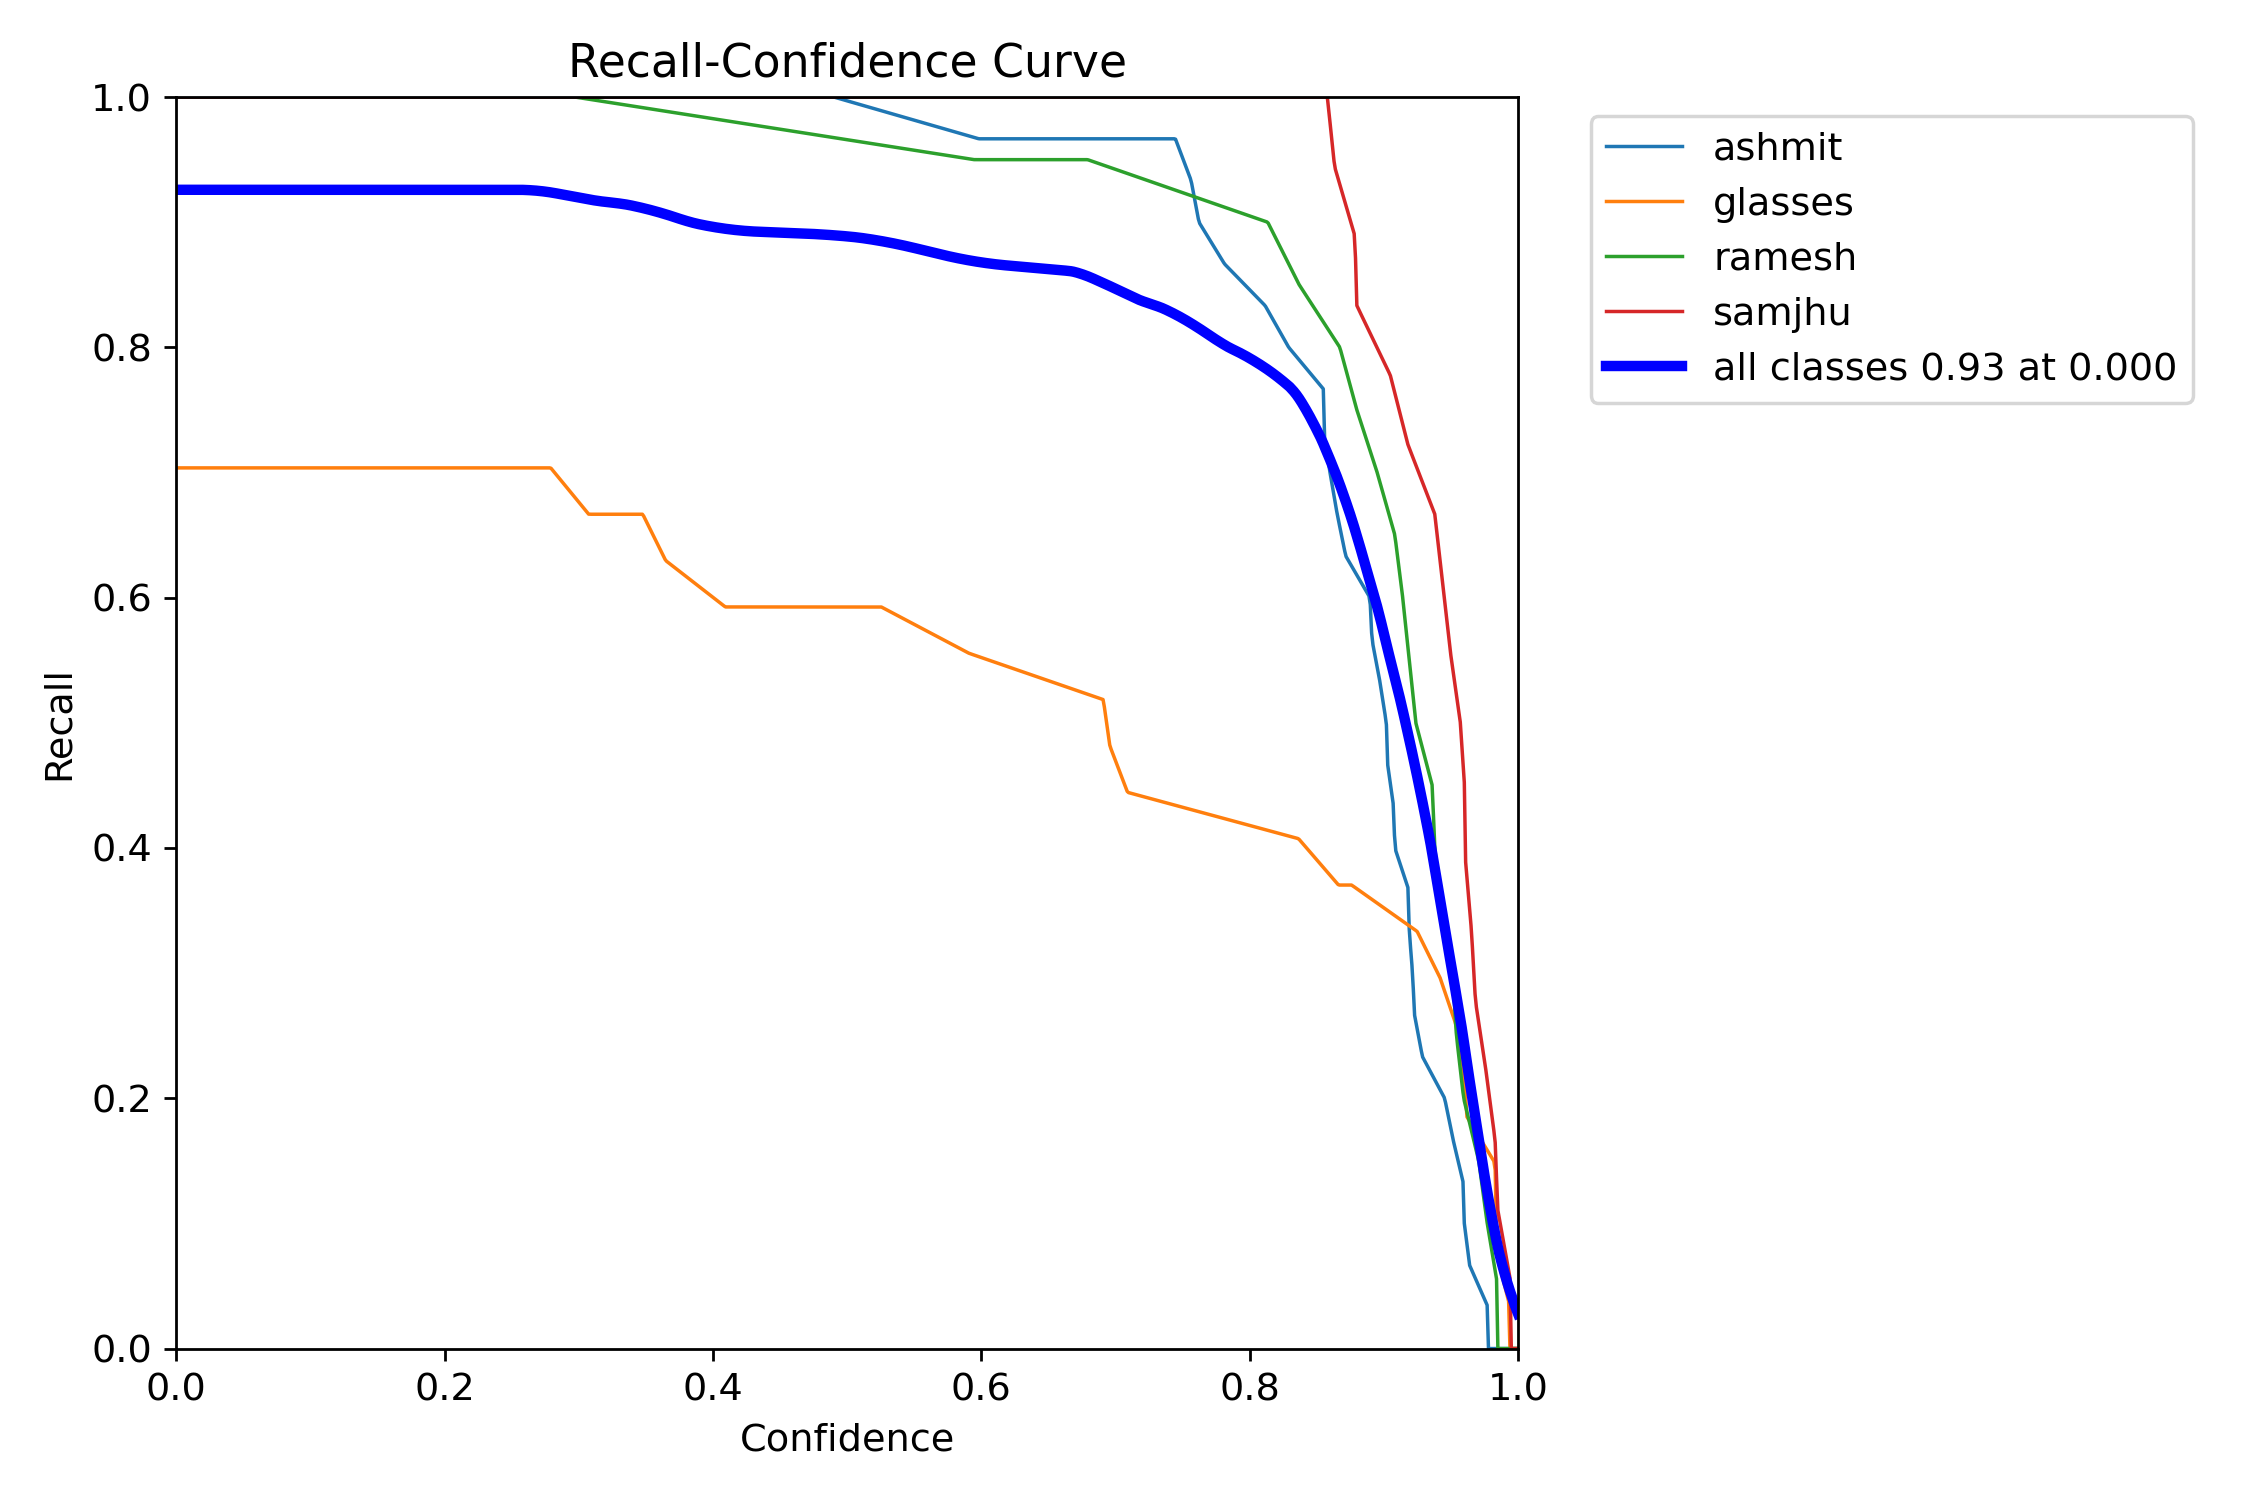 Recall-Confidence Curve
1.0
0.8
0.6
0.4
0.2
0.0
Recall
0.0 0.2 0.4 0.6 0.8 1.0
Confidence
ashmit
glasses
ramesh
samjhu
all classes 0.93 at 0.000